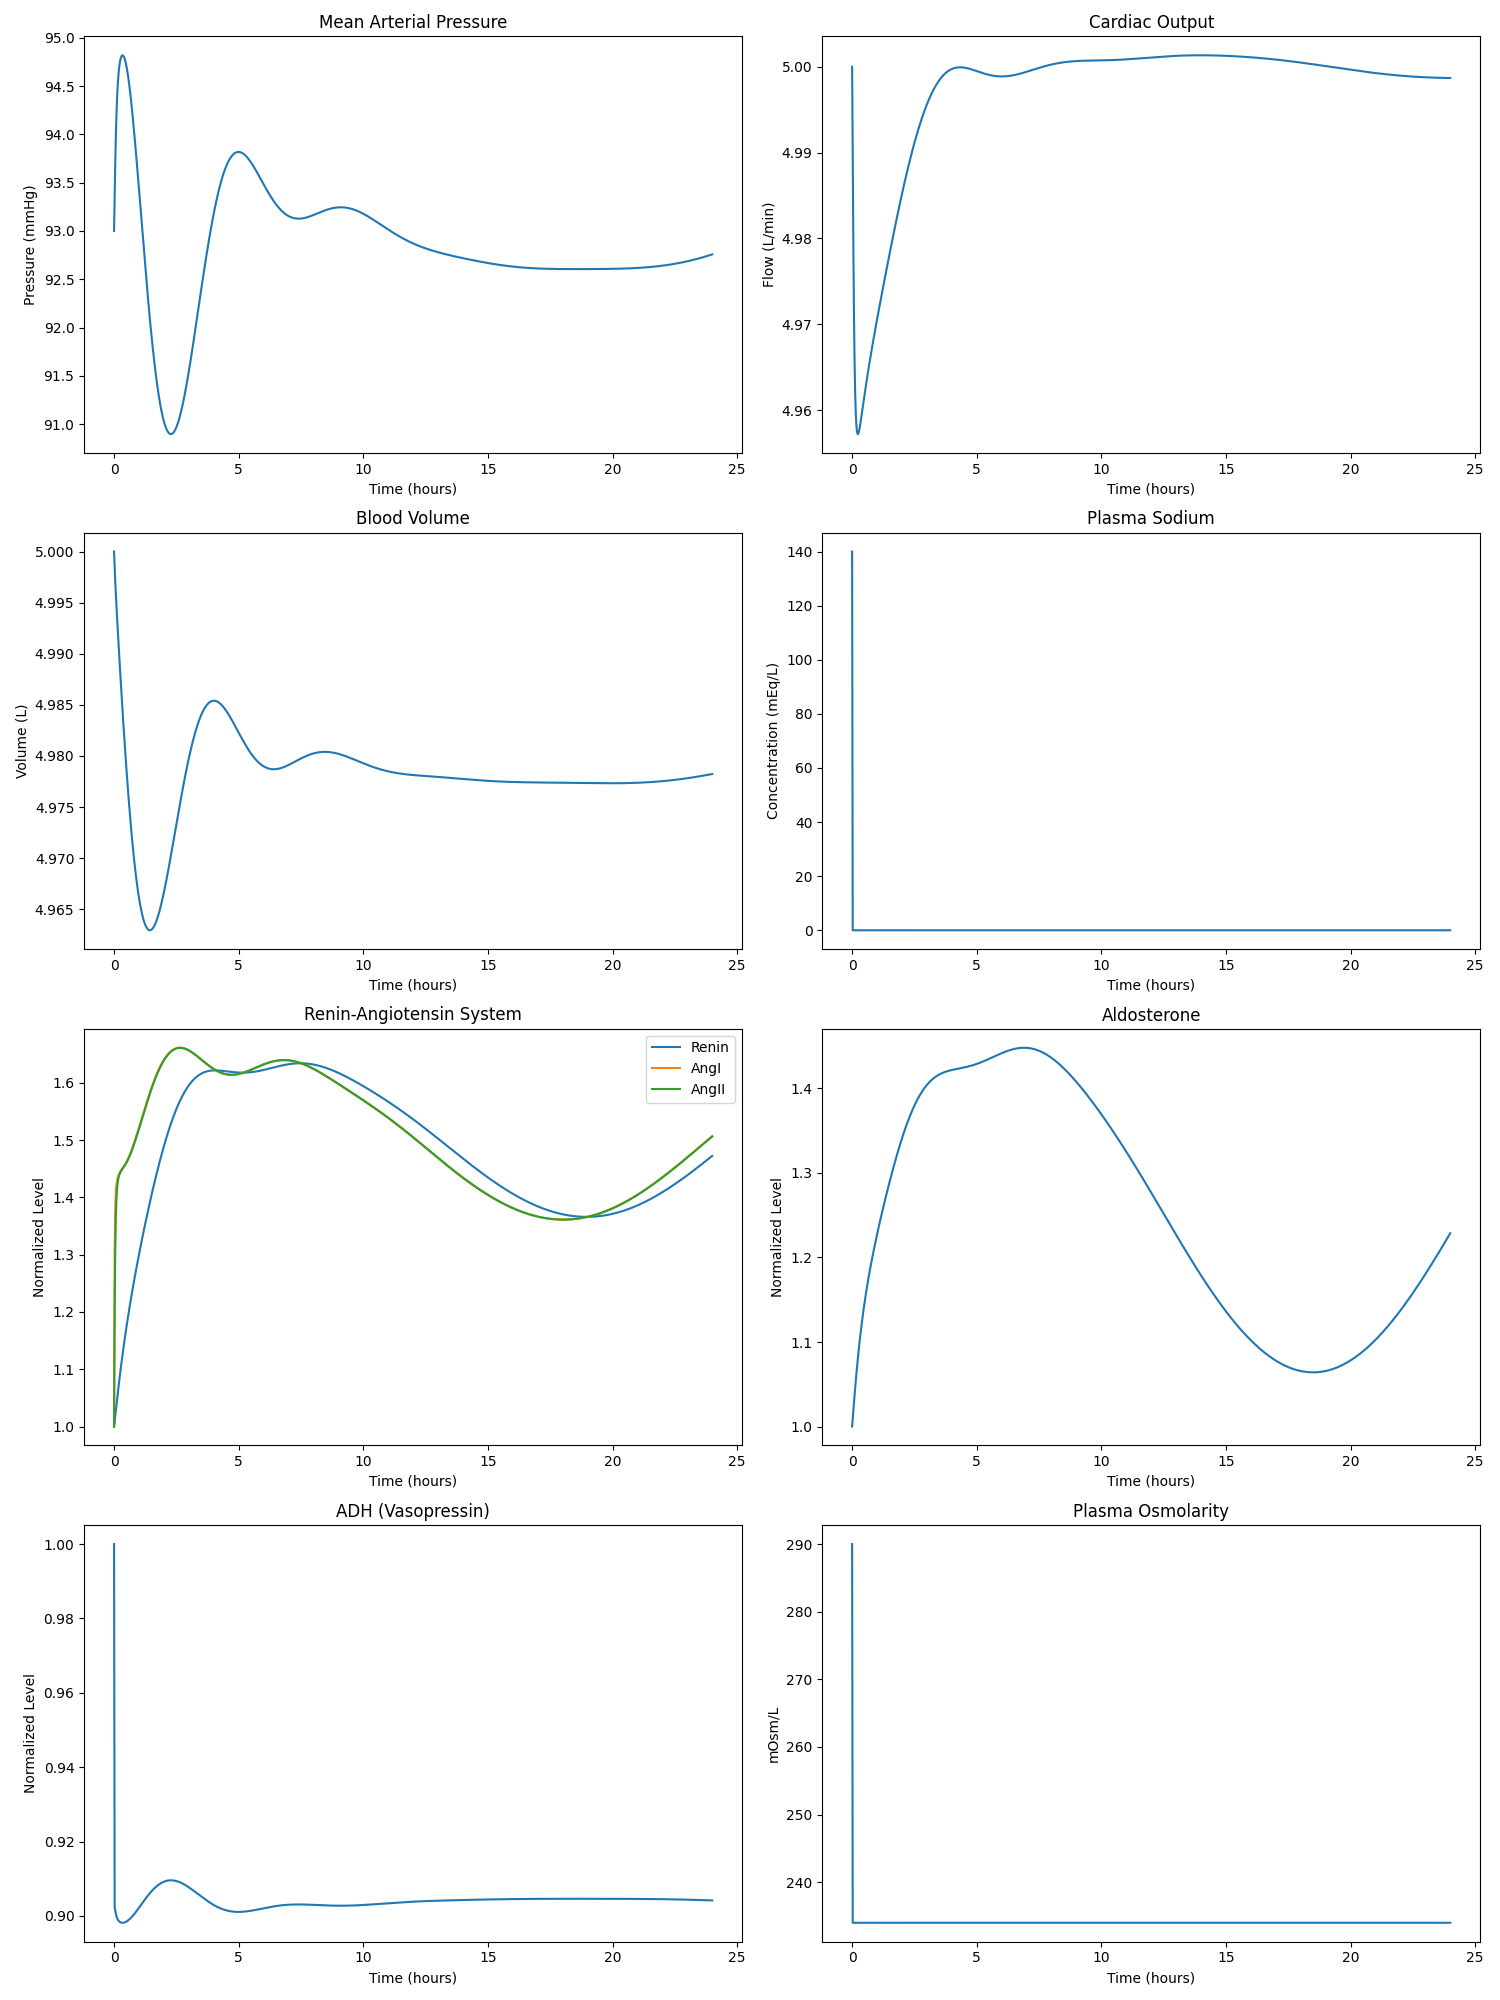 Mean Arterial Pressure
Pressure (mmHg)
95.0
94.5
94.0
93.5
93.0
92.5
92.0
91.5
91.0
0 5 10 15 20 25
Time (hours)
Cardiac Output
Flow (L/min)
5.00
4.99
4.98
4.97
4.96
0 5 10 15 20 25
Time (hours)
Blood Volume
Volume (L)
5.000
4.995
4.990
4.985
4.980
4.975
4.970
4.965
0 5 10 15 20 25
Time (hours)
Plasma Sodium
Concentration (mEq/L)
140
120
100
80
60
40
20
0
0 5 10 15 20 25
Time (hours)
Renin-Angiotensin System
Normalized Level
1.6
1.5
1.4
1.3
1.2
1.1
1.0
Renin
AngI
AngII
0 5 10 15 20 25
Time (hours)
Aldosterone
Normalized Level
1.4
1.3
1.2
1.1
1.0
0 5 10 15 20 25
Time (hours)
ADH (Vasopressin)
Normalized Level
1.00
0.98
0.96
0.94
0.92
0.90
0 5 10 15 20 25
Time (hours)
Plasma Osmolarity
mOsm/L
290
280
270
260
250
240
0 5 10 15 20 25
Time (hours)